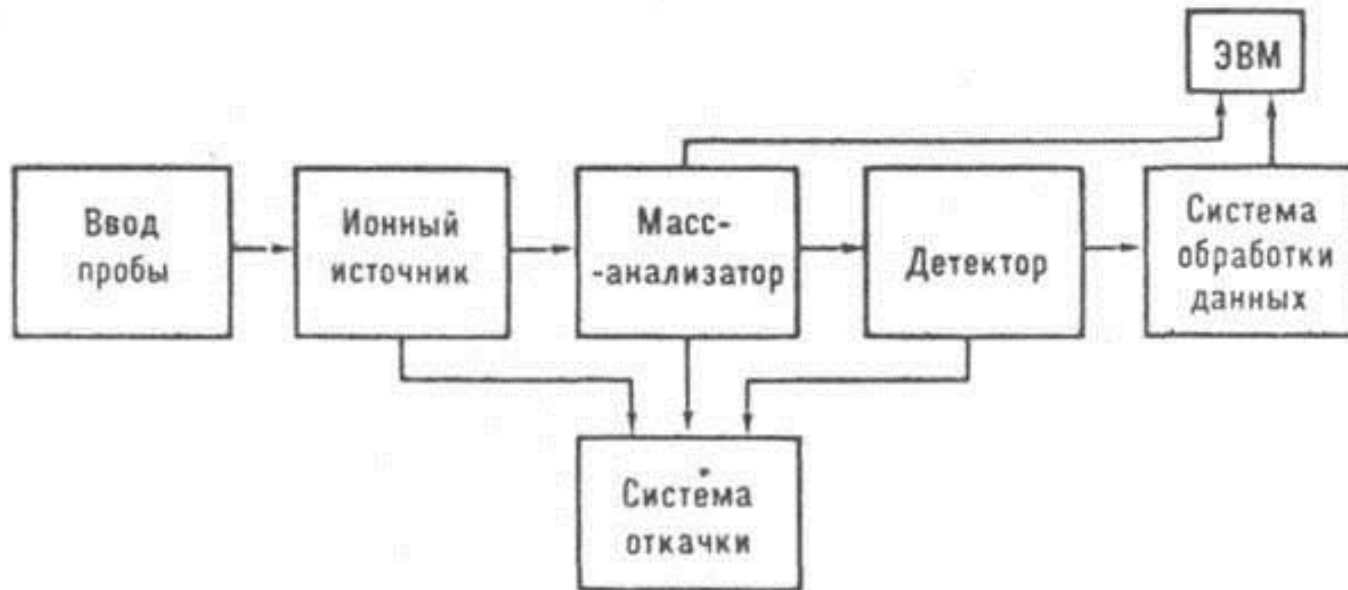 ЭВМ
Ввод
пробы
Ионный
источник
Масс-
-анализатор
Детектор
Система
обработки
данных
Система
откачки